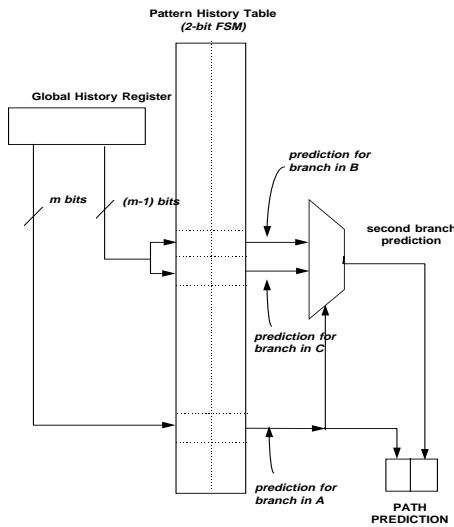 Pattern History Table
(2-bit FSM)
Global History Register
m bits
(m-1) bits
prediction for
branch in B
second branch
prediction
prediction for
branch in C
prediction for
branch in A
PATH
PREDICTION